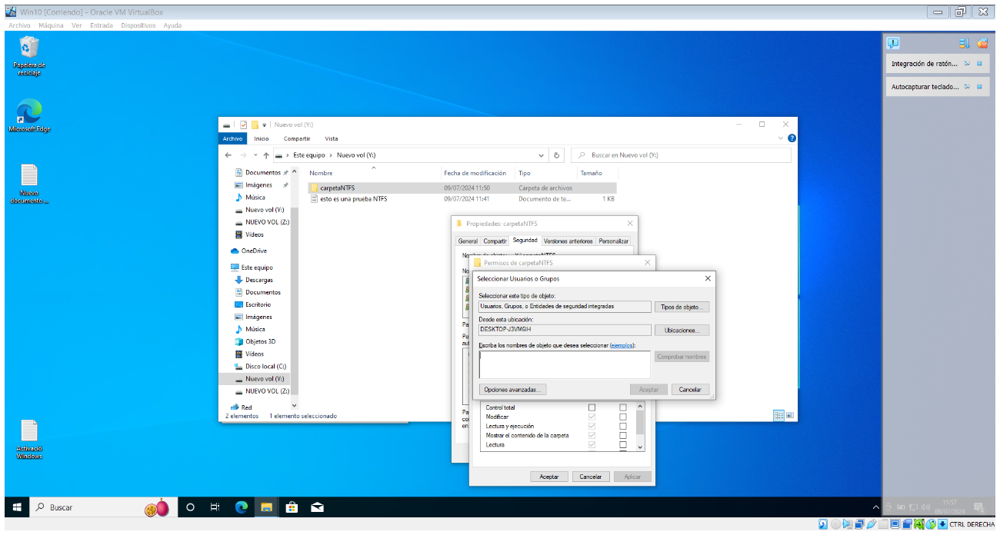 Win10 [Corriendo] - Oracle VM VirtualBox
Archivo Máquina Ver Entrada Dispositivos Ayuda
Papelera de reciclaje
Microsoft Edge
Nuevo documento ...
Activació Windows
Integración de ratón...
Autocapturar teclado...
Nuevo vol (Y:)
Archivo Inicio Compartir Vista
Este equipo > Nuevo vol (Y:)
Buscar en Nuevo vol (Y:)
Nombre Fecha de modificación Tipo Tamaño
carpetaNTFS 09/07/2024 11:50 Carpeta de archivos
esto es una prueba NTFS 09/07/2024 11:41 Documento de te... 1 KB
Documentos
Imágenes
Música
Nuevo vol (Y:)
NUEVO VOL (Z:)
Vídeos
OneDrive
Este equipo
Descargas
Documentos
Escritorio
Imágenes
Música
Objetos 3D
Vídeos
Disco local (C:)
Nuevo vol (Y:)
NUEVO VOL (Z:)
Red
2 elementos 1 elemento seleccionado
Propiedades: carpetaNTFS
General Compartir Seguridad Versiones anteriores Personalizar
Permisos de carpetaNTFS
Seleccionar Usuarios o Grupos
Seleccionar este tipo de objeto:
Usuarios, Grupos, o Entidades de seguridad integradas
Tipos de objeto...
Desde esta ubicación:
DESKTOP-J3VM6IH
Ubicaciones...
Escriba los nombres de objeto que desea seleccionar (ejemplos):
Comprobar nombres
Opciones avanzadas...
Aceptar Cancelar
Control total
Modificar
Lectura y ejecución
Mostrar el contenido de la carpeta
Lectura
Aceptar Cancelar Aplicar
Buscar
11:57
09/07/2024
CTRL DERECHA